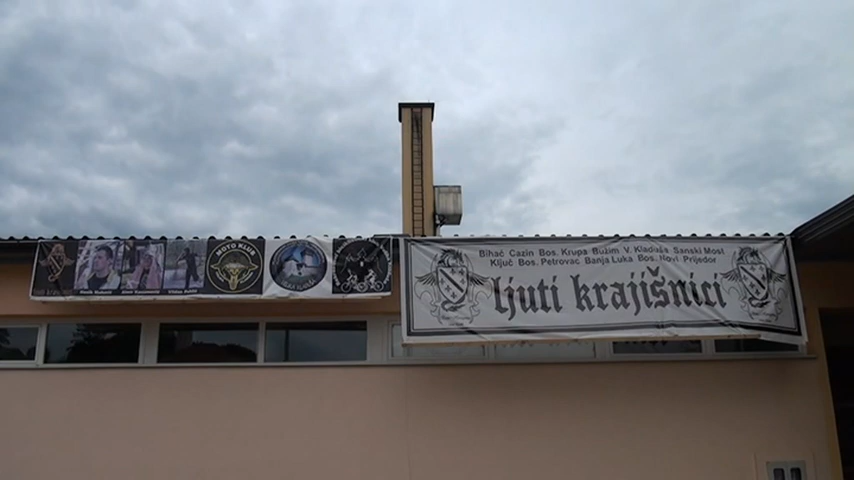 MOTO KLUB
Bihać Cazin Bos. Krupa Bužim V. Kladuša Sanski Most
Ključ Bos. Petrovac Banja Luka Bos. Novi Prijedor
ljuti krajišnici